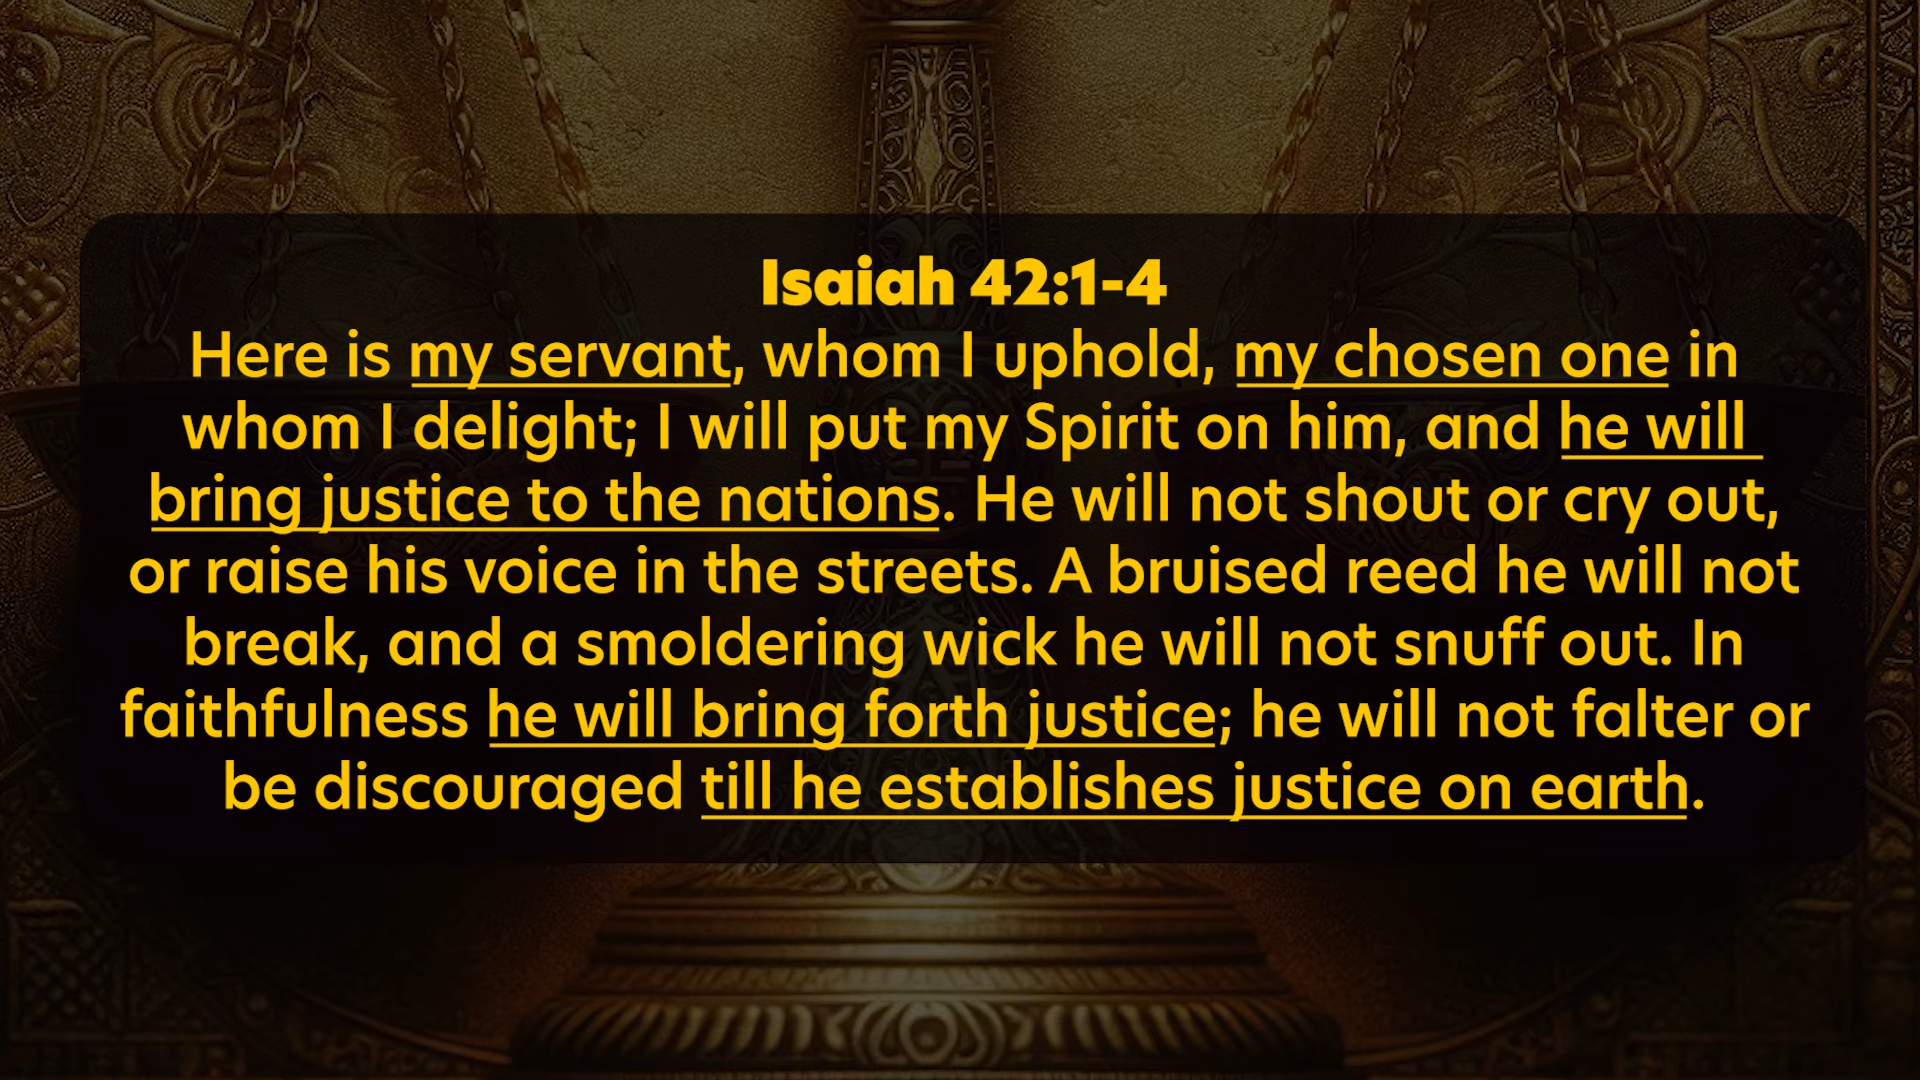 Isaiah 42:1-4
Here is my servant, whom I uphold, my chosen one in
whom I delight; I will put my Spirit on him, and he will
bring justice to the nations. He will not shout or cry out,
or raise his voice in the streets. A bruised reed he will not
break, and a smoldering wick he will not snuff out. In
faithfulness he will bring forth justice; he will not falter or
be discouraged till he establishes justice on earth.